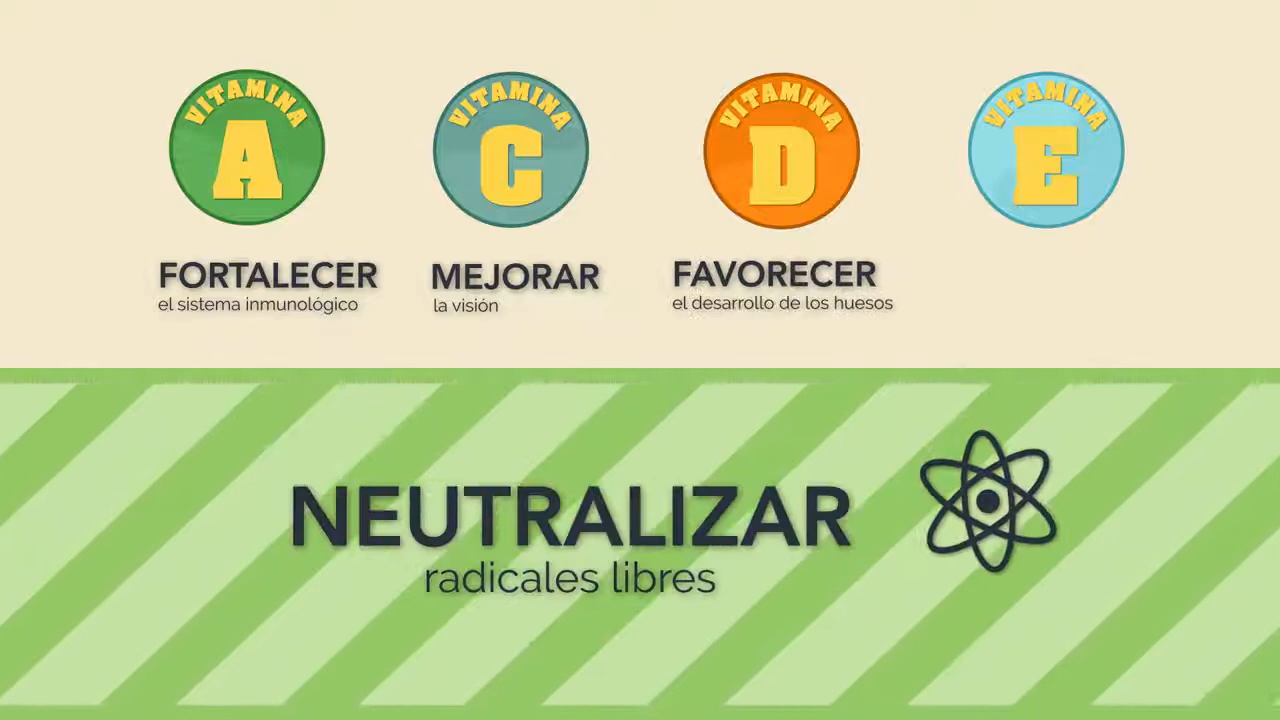 VITAMINA A
VITAMINA C
VITAMINA D
VITAMINA E
FORTALECER
el sistema inmunológico
MEJORAR
la visión
FAVORECER
el desarrollo de los huesos
NEUTRALIZAR
radicales libres